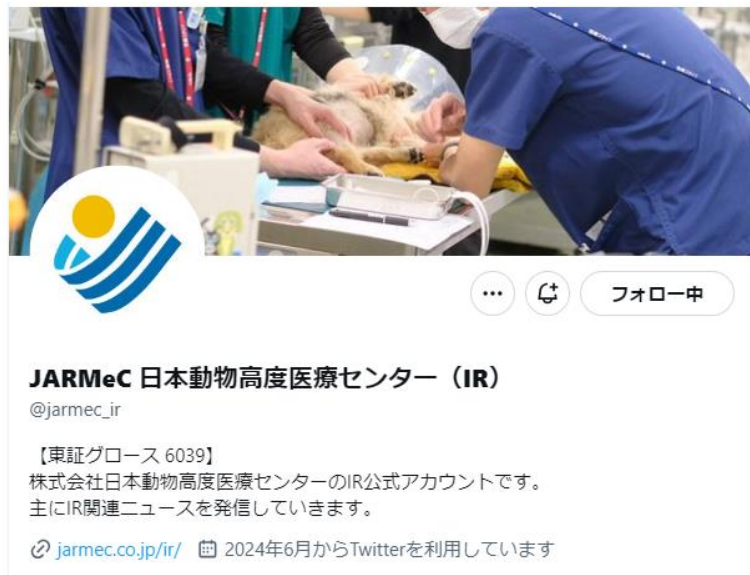 フォロー中
JARMeC 日本動物高度医療センター（IR）
@jarmec_ir
【東証グロース 6039】
株式会社日本動物高度医療センターのIR公式アカウントです。
主にIR関連ニュースを発信していきます。
jarmec.co.jp/ir/ 2024年6月からTwitterを利用しています